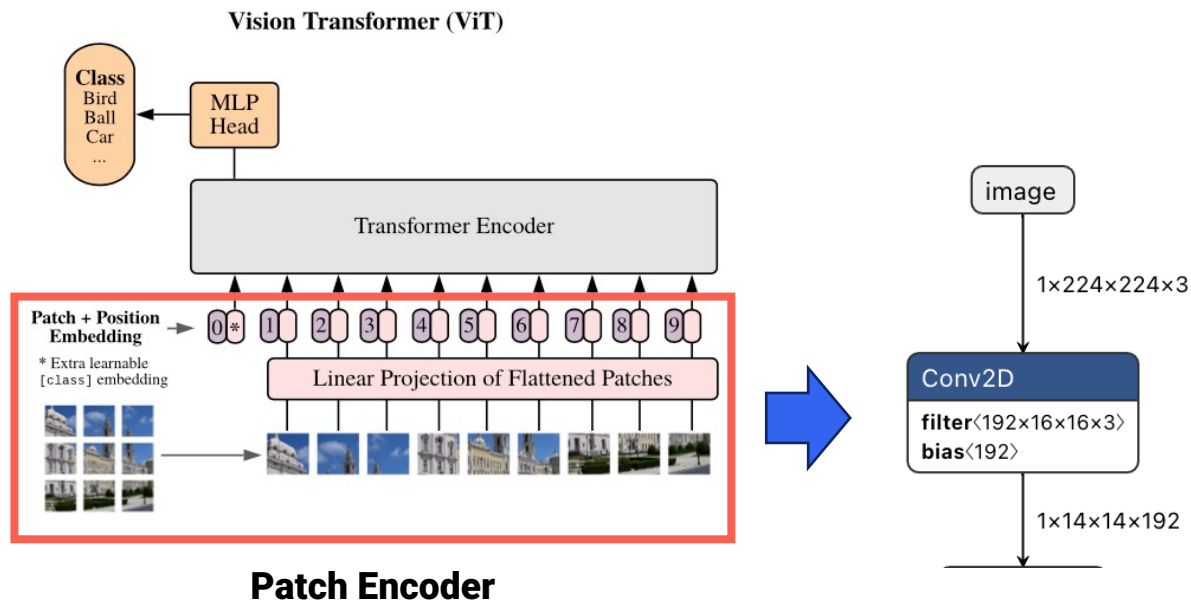 Vision Transformer (ViT)
Class
Bird
Ball
Car
...
MLP
Head
Transformer Encoder
Patch + Position
Embedding
0 * 1 2 3 4 5 6 7 8 9
* Extra learnable
[class] embedding
Linear Projection of Flattened Patches
Patch Encoder
image
1×224×224×3
Conv2D
filter⟨192×16×16×3⟩
bias⟨192⟩
1×14×14×192